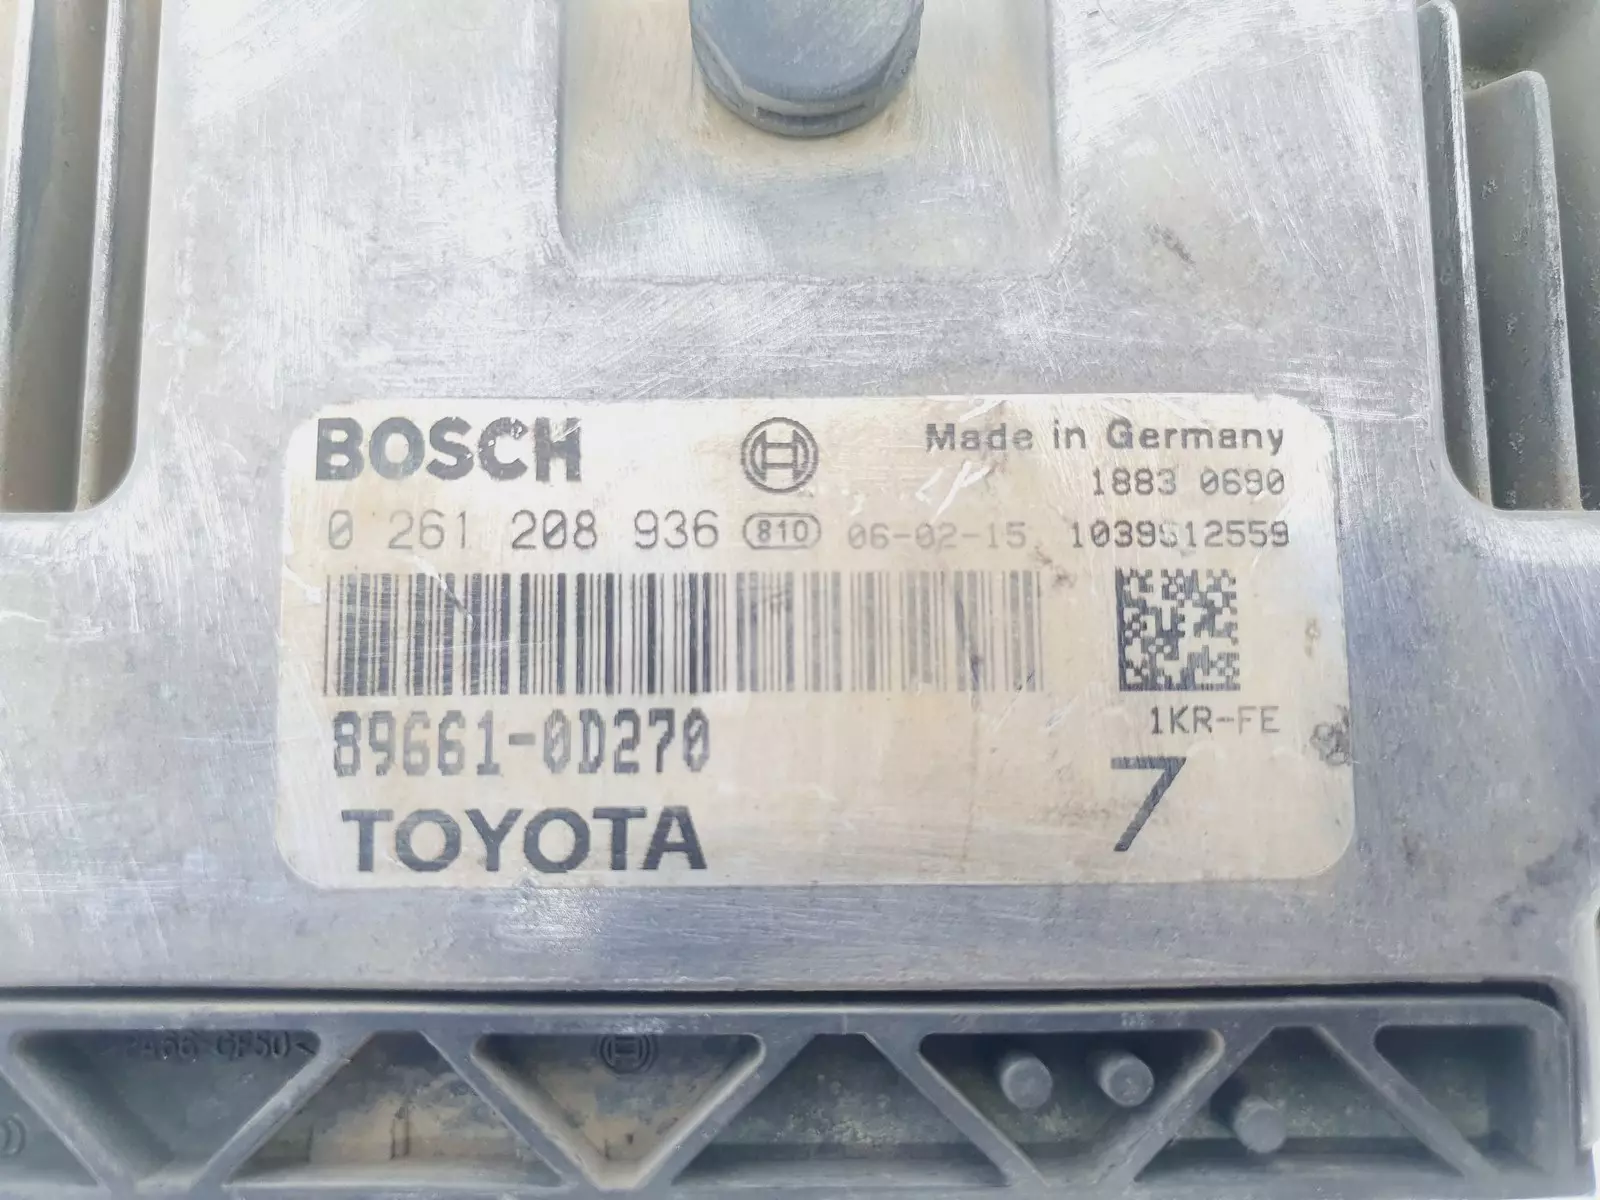 BOSCH
Made in Germany
1883 0690
0 261 208 936 810 06-02-15 1039S12559
89661-0D270
1KR-FE
TOYOTA
7